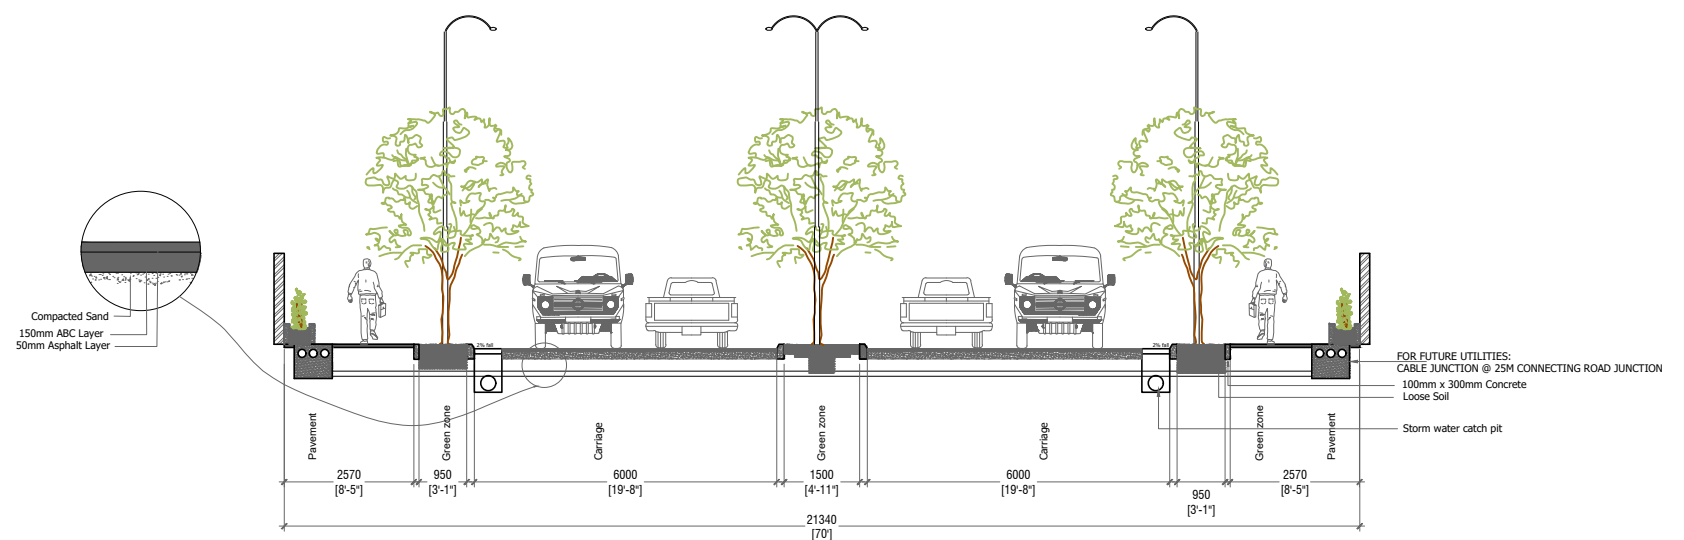 Compacted Sand
150mm ABC Layer
50mm Asphalt Layer
2% fall
2% fall
FOR FUTURE UTILITIES:
CABLE JUNCTION @ 25M CONNECTING ROAD JUNCTION
100mm x 300mm Concrete
Loose Soil
Storm water catch pit
Pavement
Green zone
Carriage
Green zone
Carriage
Green zone
Pavement
2570
[8'-5"]
950
[3'-1"]
6000
[19'-8"]
1500
[4'-11"]
6000
[19'-8"]
950
[3'-1"]
2570
[8'-5"]
21340
[70']